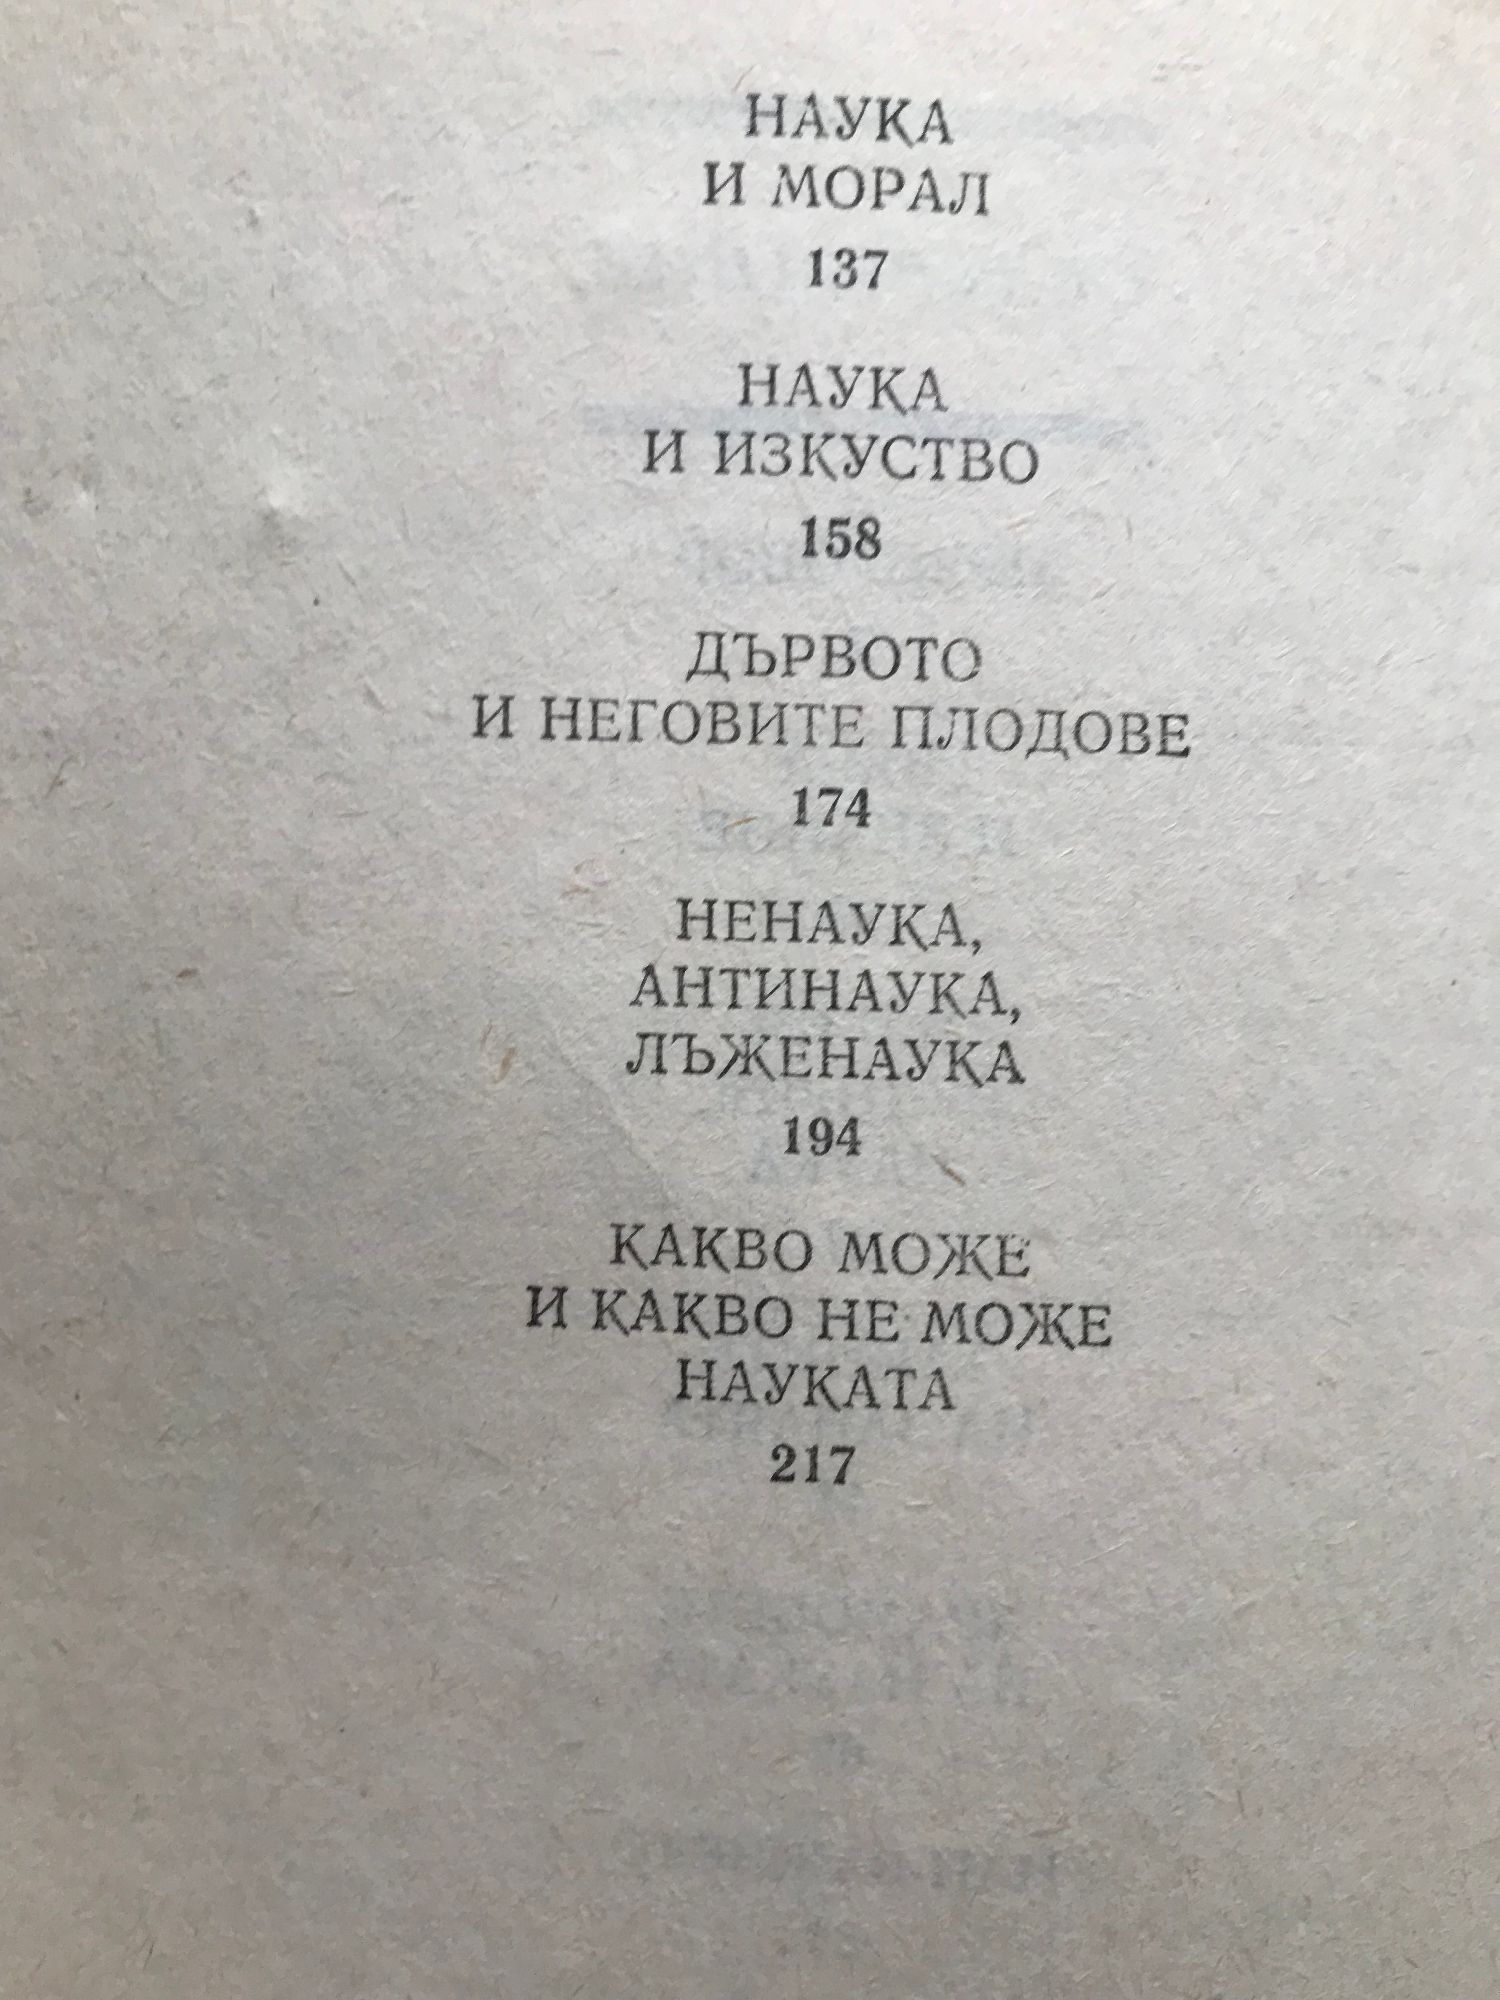 НАУКА
И МОРАЛ
137
НАУКА
И ИЗКУСТВО
158
ДЪРВОТО
И НЕГОВИТЕ ПЛОДОВЕ
174
НЕНАУКА,
АНТИНАУКА,
ЛЪЖЕНАУКА
194
КАКВО МОЖЕ
И КАКВО НЕ МОЖЕ
НАУКАТА
217